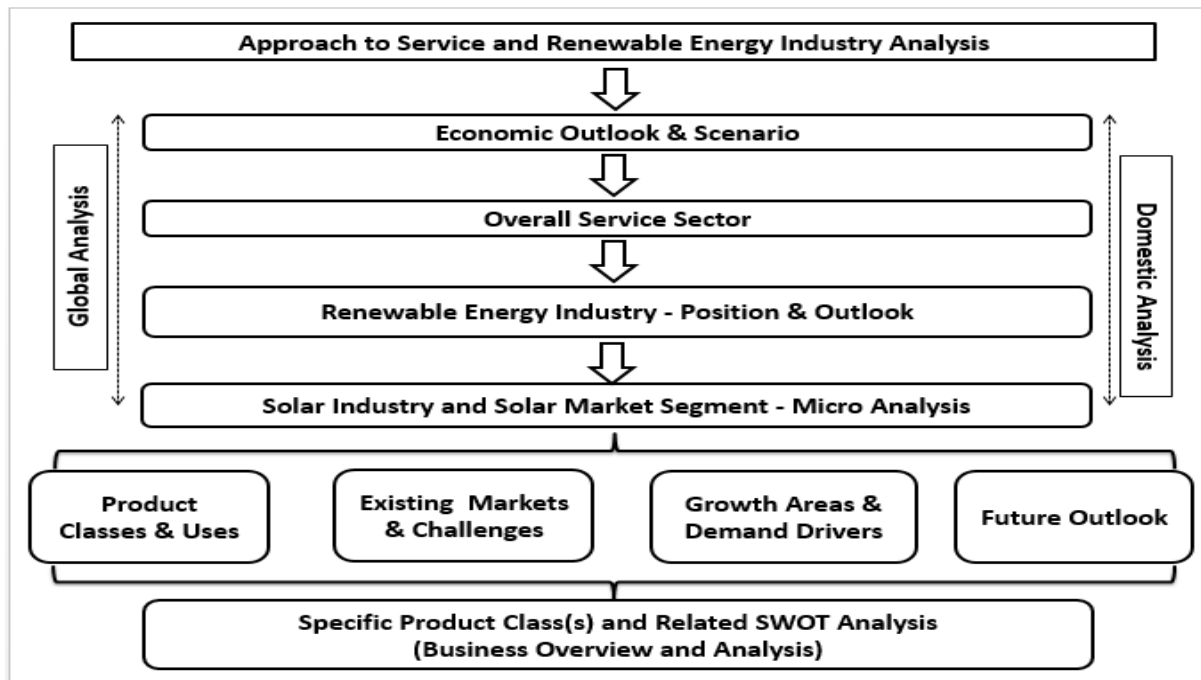 Approach to Service and Renewable Energy Industry Analysis
Economic Outlook & Scenario
Global Analysis
Domestic Analysis
Overall Service Sector
Renewable Energy Industry - Position & Outlook
Solar Industry and Solar Market Segment - Micro Analysis
Product
Classes & Uses
Existing Markets
& Challenges
Growth Areas &
Demand Drivers
Future Outlook
Specific Product Class(s) and Related SWOT Analysis
(Business Overview and Analysis)